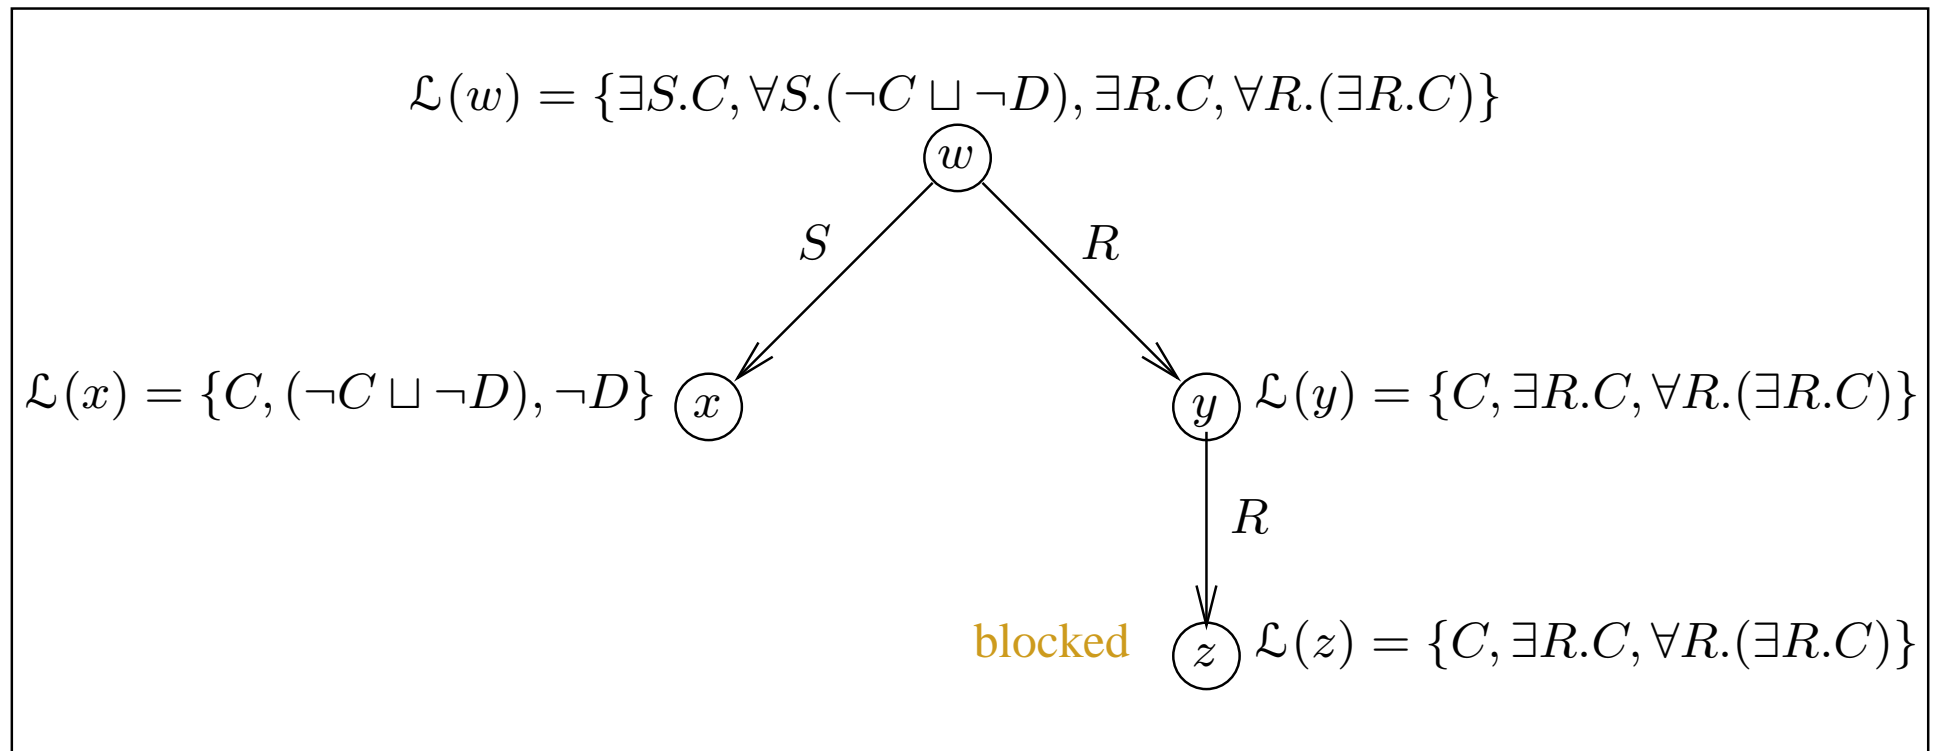 ℒ(w) = {∃S.C, ∀S.(¬C ⊔ ¬D), ∃R.C, ∀R.(∃R.C)}
w
S R
ℒ(x) = {C, (¬C ⊔ ¬D), ¬D} x y ℒ(y) = {C, ∃R.C, ∀R.(∃R.C)}
R
blocked z ℒ(z) = {C, ∃R.C, ∀R.(∃R.C)}